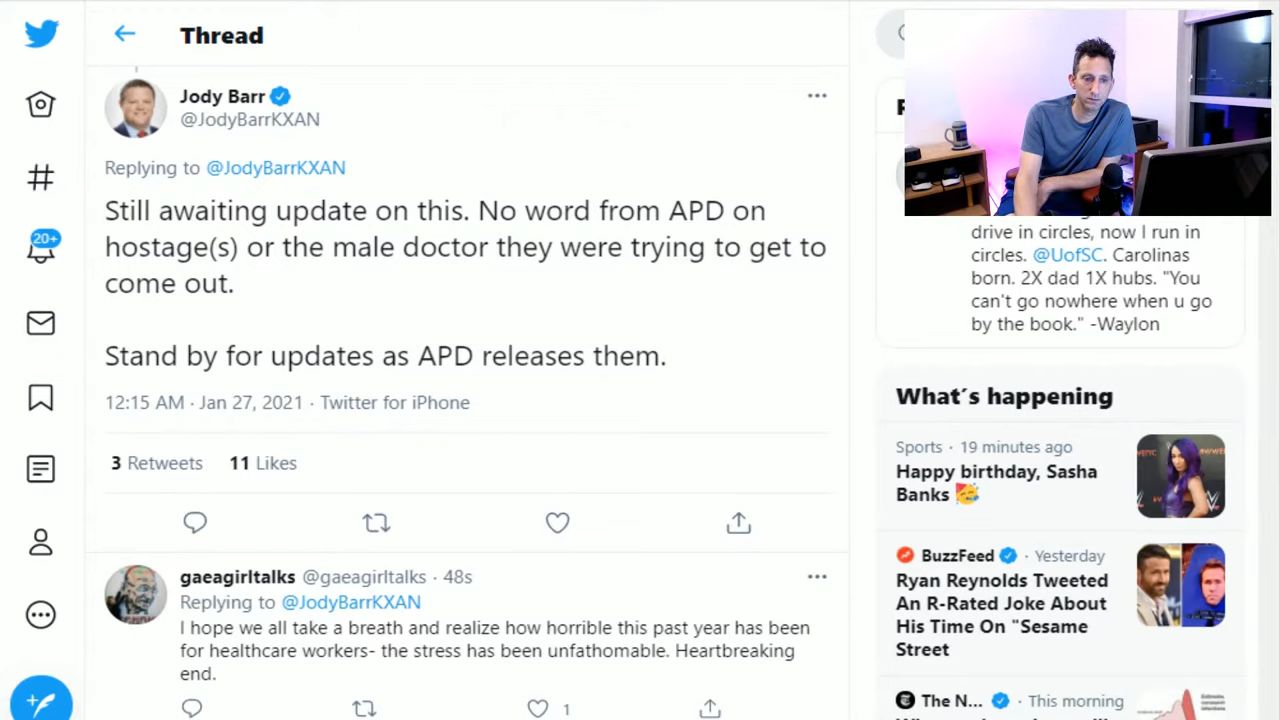 Thread
Jody Barr
@JodyBarrKXAN
Replying to @JodyBarrKXAN
Still awaiting update on this. No word from APD on
hostage(s) or the male doctor they were trying to get to
come out.
Stand by for updates as APD releases them.
12:15 AM · Jan 27, 2021 · Twitter for iPhone
3 Retweets 11 Likes
gaeagirltalks @gaeagirltalks · 48s
Replying to @JodyBarrKXAN
I hope we all take a breath and realize how horrible this past year has been
for healthcare workers- the stress has been unfathomable. Heartbreaking
end.
1
20+
drive in circles, now I run in
circles. @UofSC. Carolinas
born. 2X dad 1X hubs. "You
can't go nowhere when u go
by the book." -Waylon
What's happening
Sports · 19 minutes ago
Happy birthday, Sasha
Banks 🥳
BuzzFeed · Yesterday
Ryan Reynolds Tweeted
An R-Rated Joke About
His Time On "Sesame
Street
The N... · This morning